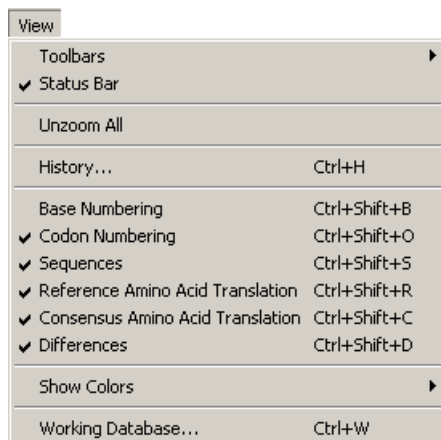 View
Toolbars
Status Bar
Unzoom All
History... Ctrl+H
Base Numbering Ctrl+Shift+B
Codon Numbering Ctrl+Shift+O
Sequences Ctrl+Shift+S
Reference Amino Acid Translation Ctrl+Shift+R
Consensus Amino Acid Translation Ctrl+Shift+C
Differences Ctrl+Shift+D
Show Colors
Working Database... Ctrl+W